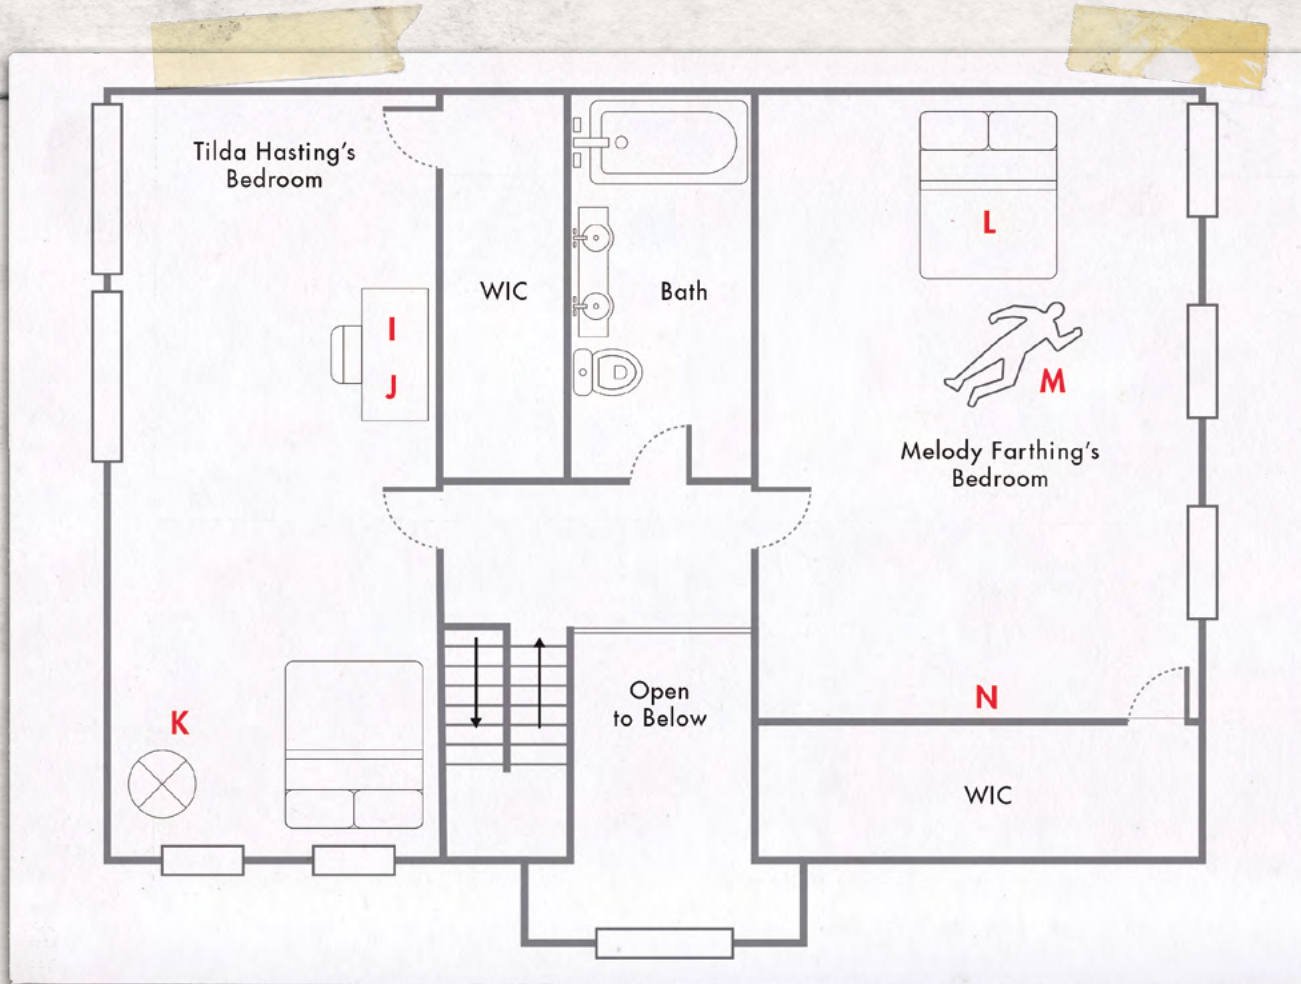 Tilda Hasting's
Bedroom
L
WIC
Bath
I
J
M
Melody Farthing's
Bedroom
Open
to Below
N
K
WIC